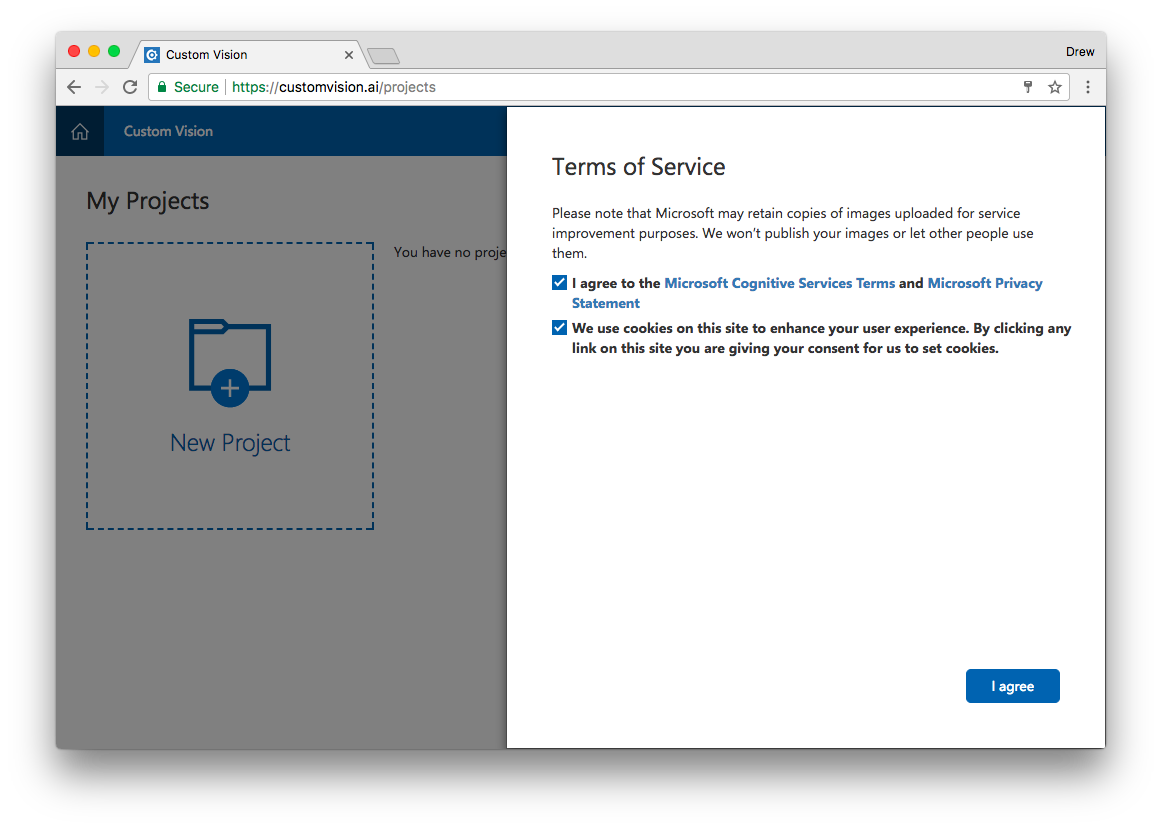 Custom Vision
Drew
Secure
https://customvision.ai/projects
Custom Vision
My Projects
You have no proje
New Project
Terms of Service
Please note that Microsoft may retain copies of images uploaded for service
improvement purposes. We won't publish your images or let other people use
them.
I agree to the Microsoft Cognitive Services Terms and Microsoft Privacy
Statement
We use cookies on this site to enhance your user experience. By clicking any
link on this site you are giving your consent for us to set cookies.
I agree